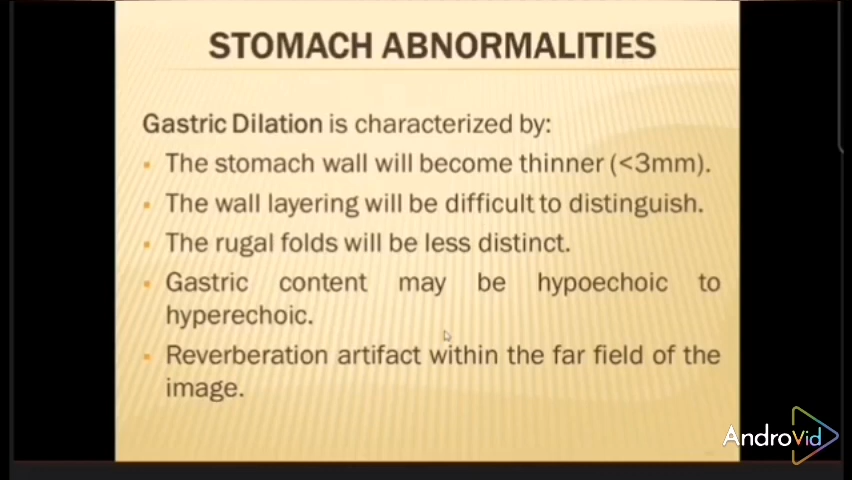 STOMACH ABNORMALITIES
Gastric Dilation is characterized by:
▪ The stomach wall will become thinner (<3mm).
▪ The wall layering will be difficult to distinguish.
▪ The rugal folds will be less distinct.
▪ Gastric content may be hypoechoic to
hyperechoic.
▪ Reverberation artifact within the far field of the
image.
AndroVid